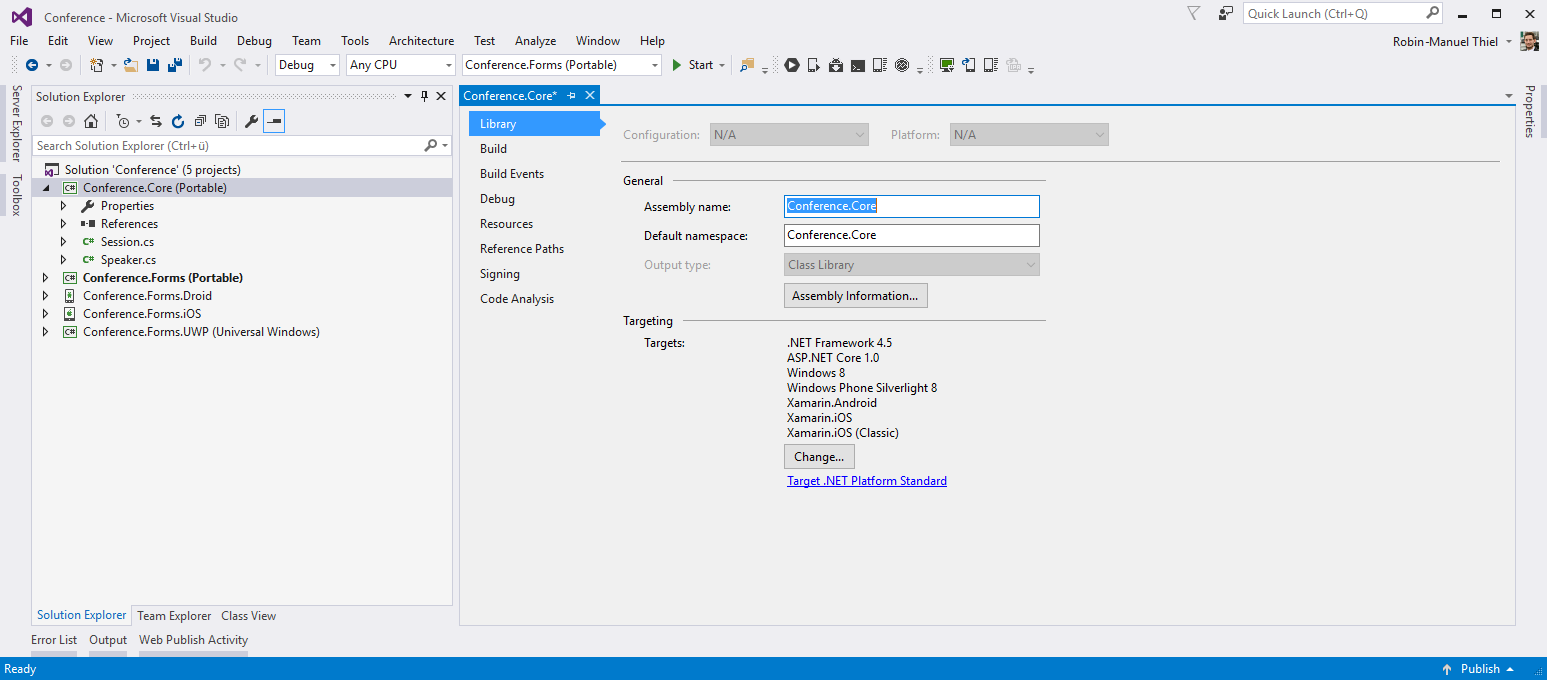 Conference - Microsoft Visual Studio
Quick Launch (Ctrl+Q)
File Edit View Project Build Debug Team Tools Architecture Test Analyze Window Help
Robin-Manuel Thiel
Debug Any CPU Conference.Forms (Portable) Start
Server Explorer
Toolbox
Solution Explorer
Search Solution Explorer (Ctrl+ü)
Solution 'Conference' (5 projects)
C# Conference.Core (Portable)
Properties
References
C# Session.cs
C# Speaker.cs
C# Conference.Forms (Portable)
Conference.Forms.Droid
Conference.Forms.iOS
C# Conference.Forms.UWP (Universal Windows)
Solution Explorer Team Explorer Class View
Conference.Core*
Library
Build
Build Events
Debug
Resources
Reference Paths
Signing
Code Analysis
Configuration: N/A Platform: N/A
General
Assembly name: Conference.Core
Default namespace: Conference.Core
Output type: Class Library
Assembly Information...
Targeting
Targets: .NET Framework 4.5
ASP.NET Core 1.0
Windows 8
Windows Phone Silverlight 8
Xamarin.Android
Xamarin.iOS
Xamarin.iOS (Classic)
Change...
Target .NET Platform Standard
Properties
Error List Output Web Publish Activity
Ready
Publish